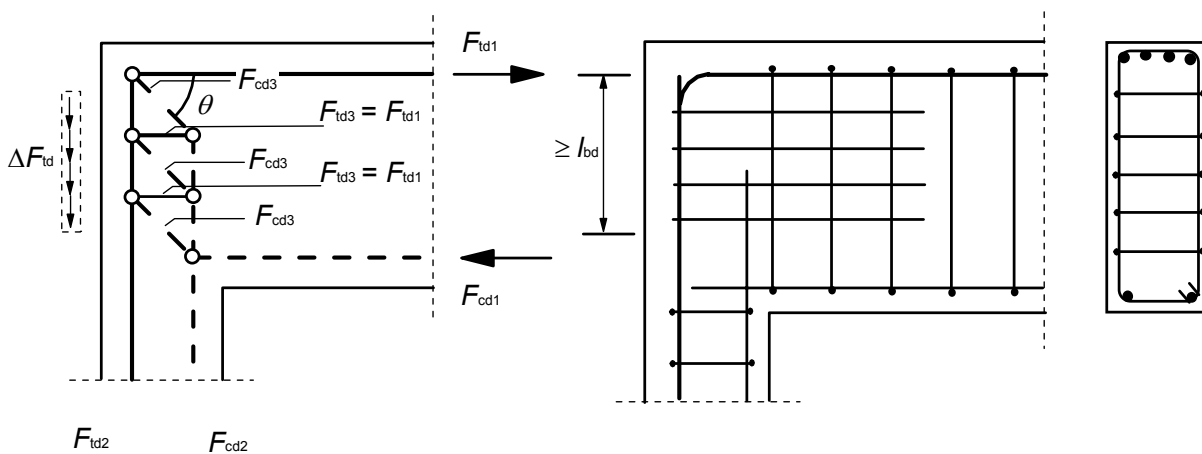 Ftd1
Fcd3
θ
Ftd3 = Ftd1
ΔFtd
Fcd3
Ftd3 = Ftd1
Fcd3
Fcd1
≥ lbd
Ftd2
Fcd2